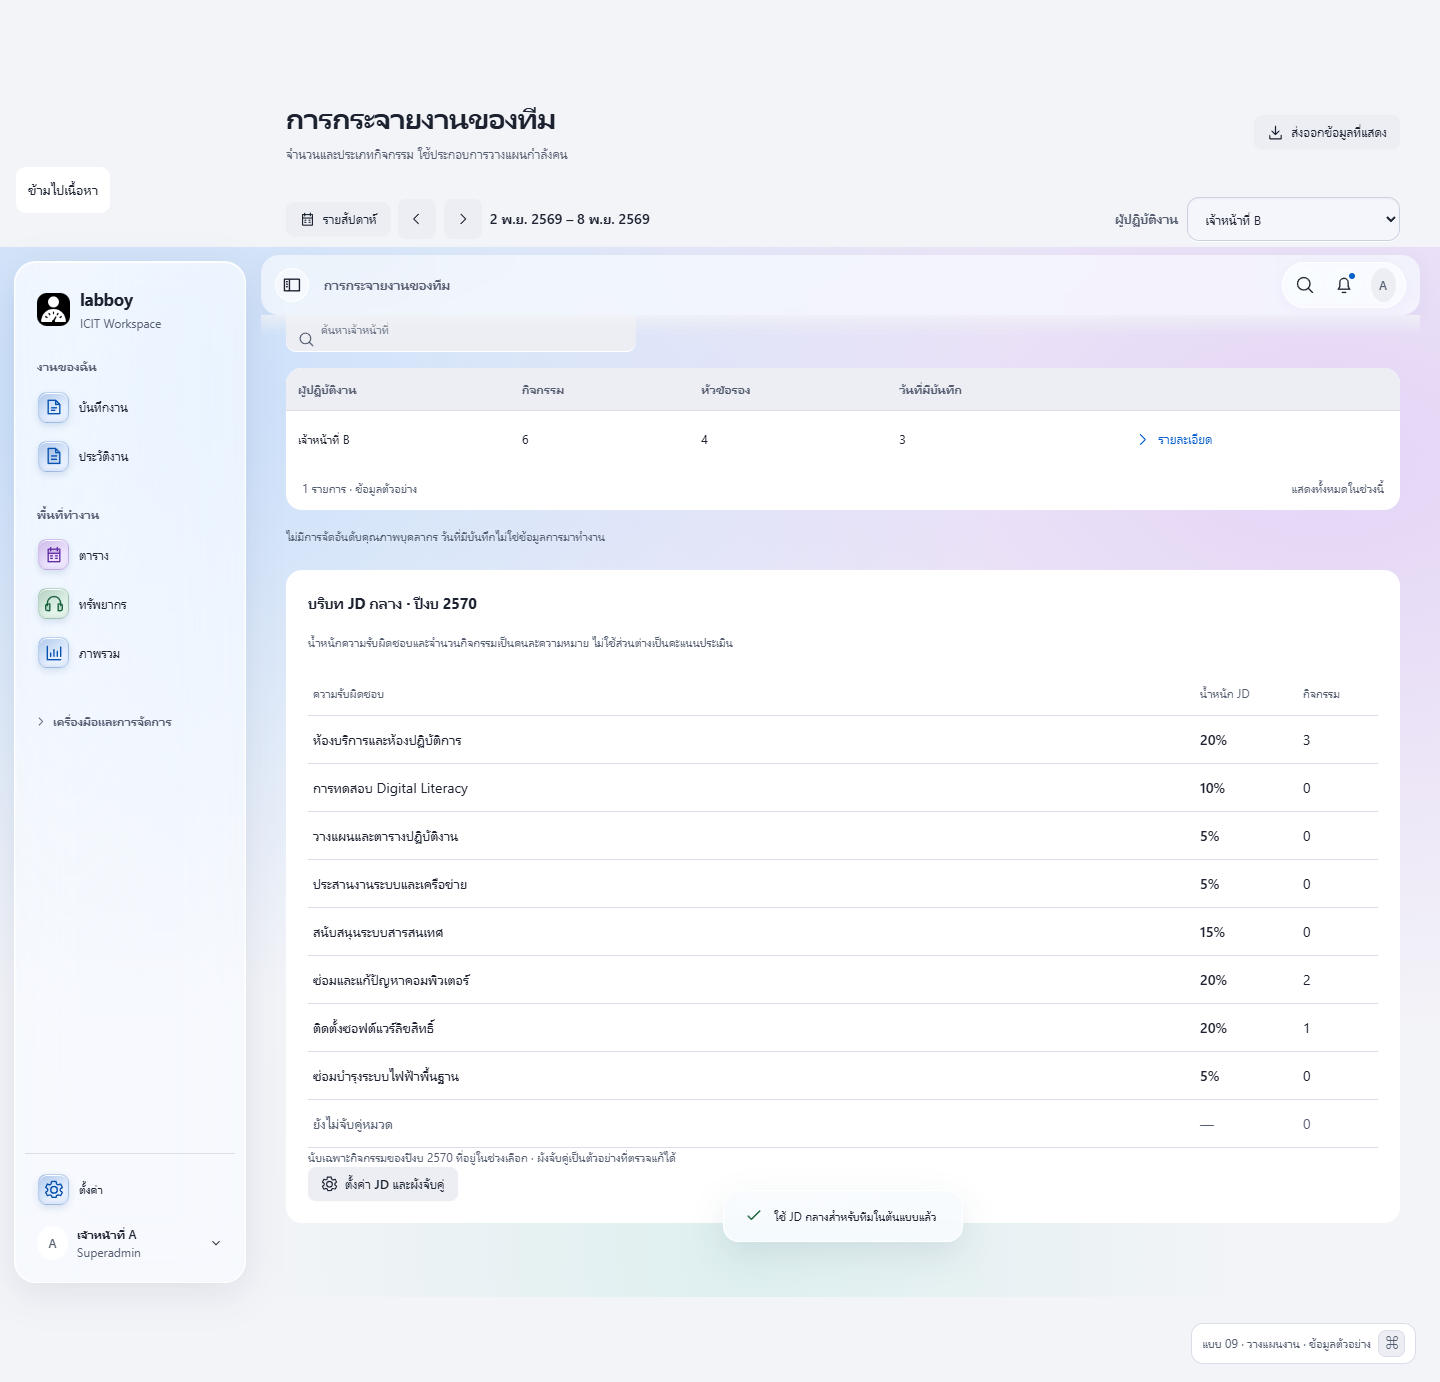 การกระจายงานของทีม
จำนวนและประเภทกิจกรรม ใช้ประกอบการวางแผนกำลังคน
ส่งออกข้อมูลที่แสดง
ข้ามไปเนื้อหา
รายสัปดาห์
2 พ.ย. 2569 – 8 พ.ย. 2569
ผู้ปฏิบัติงาน
เจ้าหน้าที่ B
labboy
ICIT Workspace
งานของฉัน
บันทึกงาน
ประวัติงาน
พื้นที่ทำงาน
ตาราง
ทรัพยากร
ภาพรวม
เครื่องมือและการจัดการ
ตั้งค่า
A
เจ้าหน้าที่ A
Superadmin
การกระจายงานของทีม
A
ค้นหาเจ้าหน้าที่
ผู้ปฏิบัติงาน กิจกรรม หัวข้อรอง วันที่มีบันทึก
เจ้าหน้าที่ B 6 4 3 รายละเอียด
1 รายการ · ข้อมูลตัวอย่าง
แสดงทั้งหมดในช่วงนี้
ไม่มีการจัดอันดับคุณภาพบุคลากร วันที่มีบันทึกไม่ใช่ข้อมูลการมาทำงาน
บริบท JD กลาง · ปีงบ 2570
น้ำหนักความรับผิดชอบและจำนวนกิจกรรมเป็นคนละความหมาย ไม่ใช้ส่วนต่างเป็นคะแนนประเมิน
ความรับผิดชอบ น้ำหนัก JD กิจกรรม
ห้องบริการและห้องปฏิบัติการ 20% 3
การทดสอบ Digital Literacy 10% 0
วางแผนและตารางปฏิบัติงาน 5% 0
ประสานงานระบบและเครือข่าย 5% 0
สนับสนุนระบบสารสนเทศ 15% 0
ซ่อมและแก้ปัญหาคอมพิวเตอร์ 20% 2
ติดตั้งซอฟต์แวร์ลิขสิทธิ์ 20% 1
ซ่อมบำรุงระบบไฟฟ้าพื้นฐาน 5% 0
ยังไม่จับคู่หมวด — 0
นับเฉพาะกิจกรรมของปีงบ 2570 ที่อยู่ในช่วงเลือก · ผังจับคู่เป็นตัวอย่างที่ตรวจแก้ได้
ตั้งค่า JD และผังจับคู่
ใช้ JD กลางสำหรับทีมในต้นแบบแล้ว
แบบ 09 · วางแผนงาน · ข้อมูลตัวอย่าง ⌘